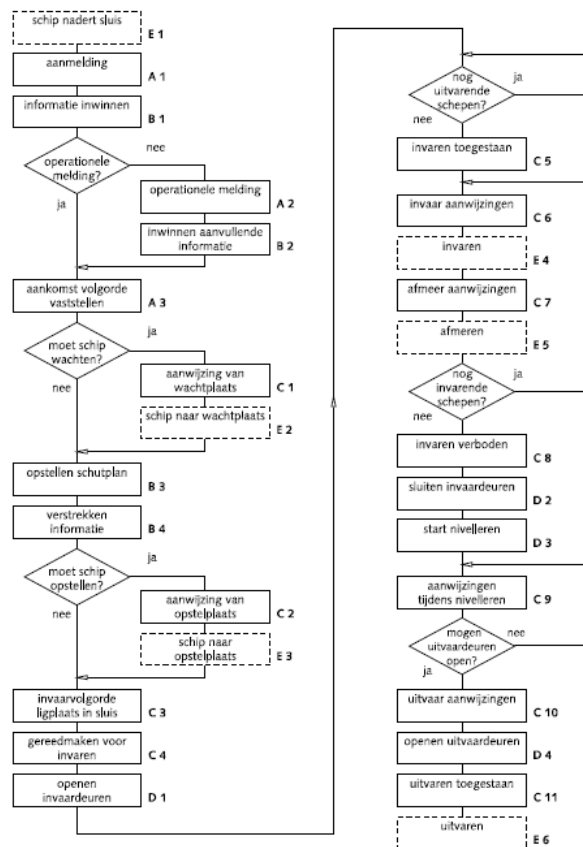 schip nadert sluis
E 1
aanmelding
A 1
informatie inwinnen
B 1
operationele
melding?
nee
ja
operationele melding
A 2
inwinnen aanvullende
informatie
B 2
aankomst volgorde
vaststellen
A 3
moet schip
wachten?
ja
nee
aanwijzing van
wachtplaats
C 1
schip naar wachtplaats
E 2
opstellen schutplan
B 3
verstrekken
informatie
B 4
moet schip
opstellen?
ja
nee
aanwijzing van
opstelplaats
C 2
schip naar
opstelplaats
E 3
invaarvolgorde
ligplaats in sluis
C 3
gereedmaken voor
invaren
C 4
openen
invaardeuren
D 1
nog
uitvarende
schepen?
ja
nee
invaren toegestaan
C 5
invaar aanwijzingen
C 6
invaren
E 4
afmeer aanwijzingen
C 7
afmeren
E 5
nog
invarende
schepen?
ja
nee
invaren verboden
C 8
sluiten invaardeuren
D 2
start nivelleren
D 3
aanwijzingen
tijdens nivelleren
C 9
mogen
uitvaardeuren
open?
nee
ja
uitvaar aanwijzingen
C 10
openen uitvaardeuren
D 4
uitvaren toegestaan
C 11
uitvaren
E 6